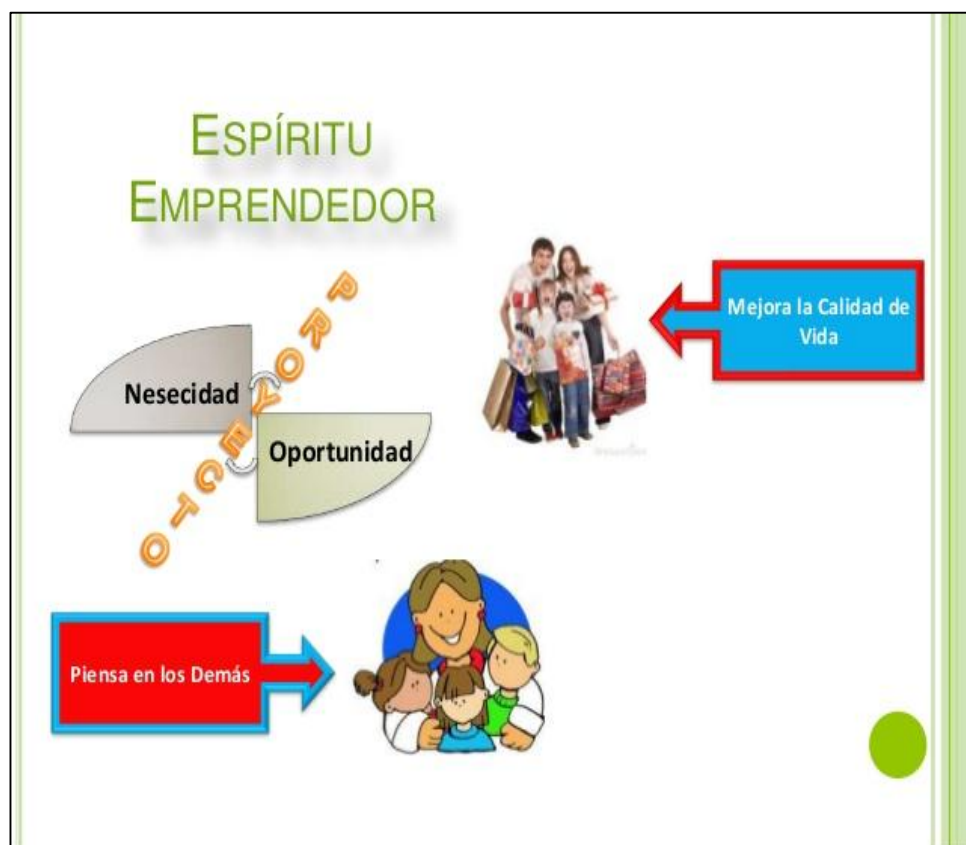 ESPÍRITU
EMPRENDEDOR
PROYECTO
Nesecidad
Oportunidad
Mejora la Calidad de
Vida
Piensa en los Demás